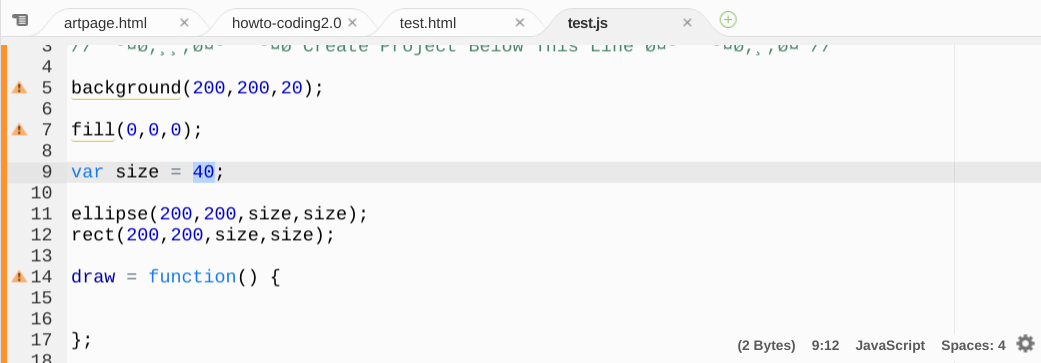 artpage.html × howto-coding2.0 × test.html × test.js ×
3 // Create Project Below This Line //
4
5 background(200,200,20);
6
7 fill(0,0,0);
8
9 var size = 40;
10
11 ellipse(200,200,size,size);
12 rect(200,200,size,size);
13
14 draw = function() {
15
16
17 };
18
(2 Bytes) 9:12 JavaScript Spaces: 4